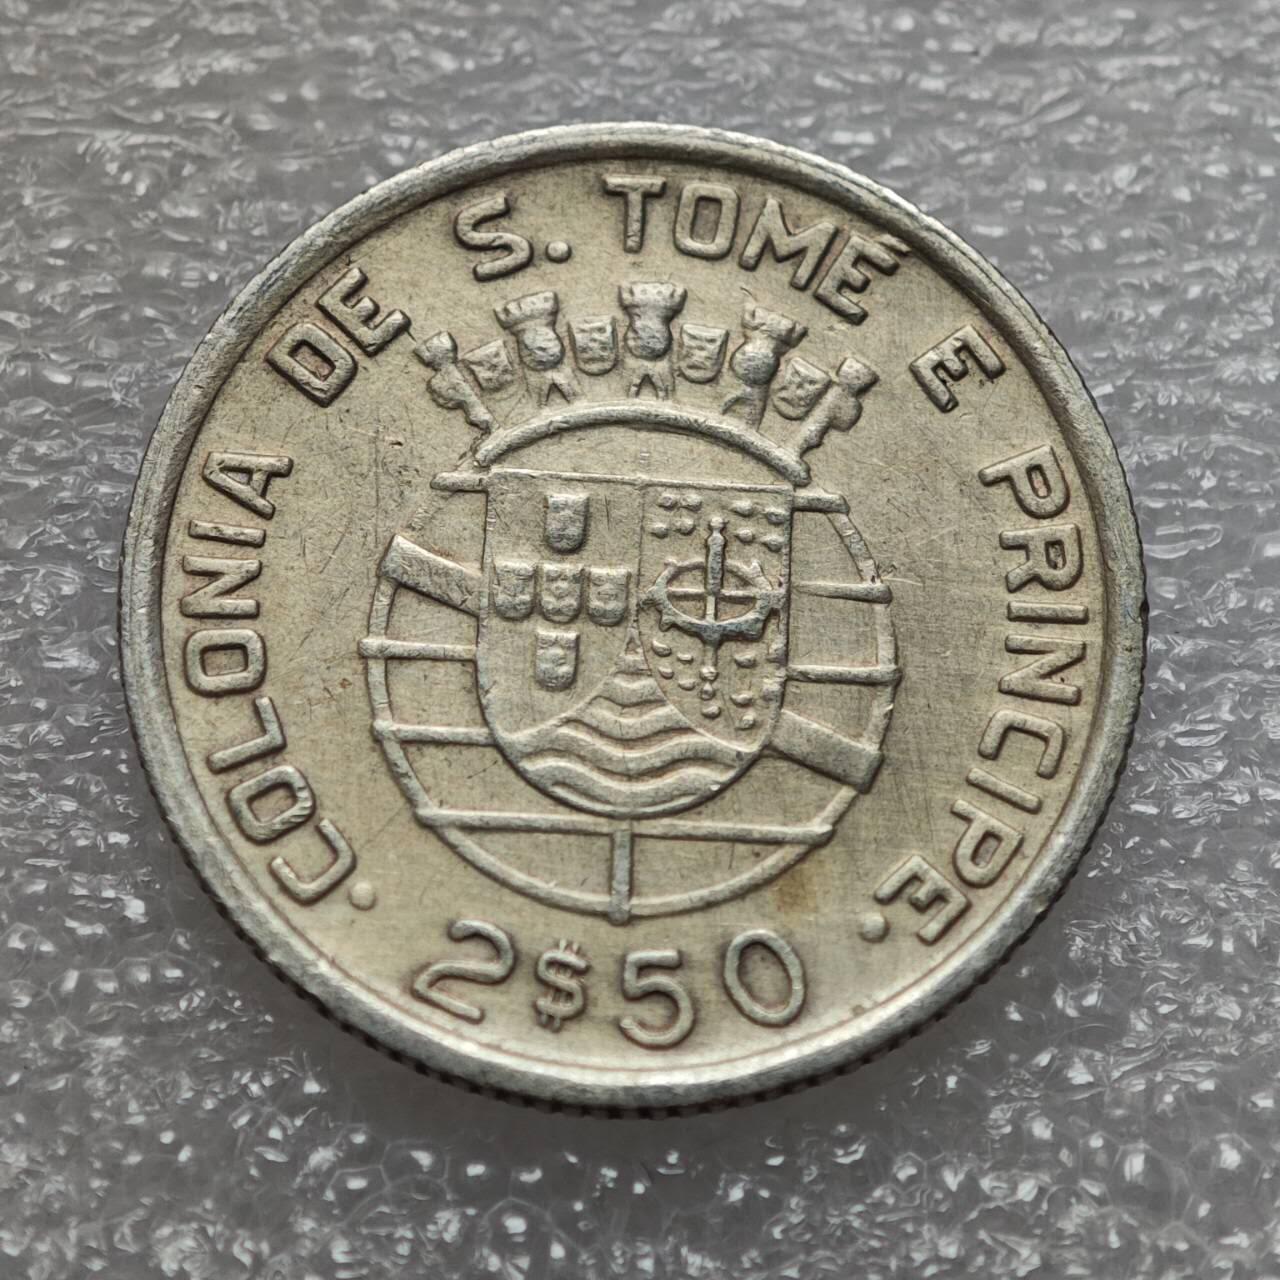 COLONIA DE S. TOMÉ E PRINCIPE
2$50